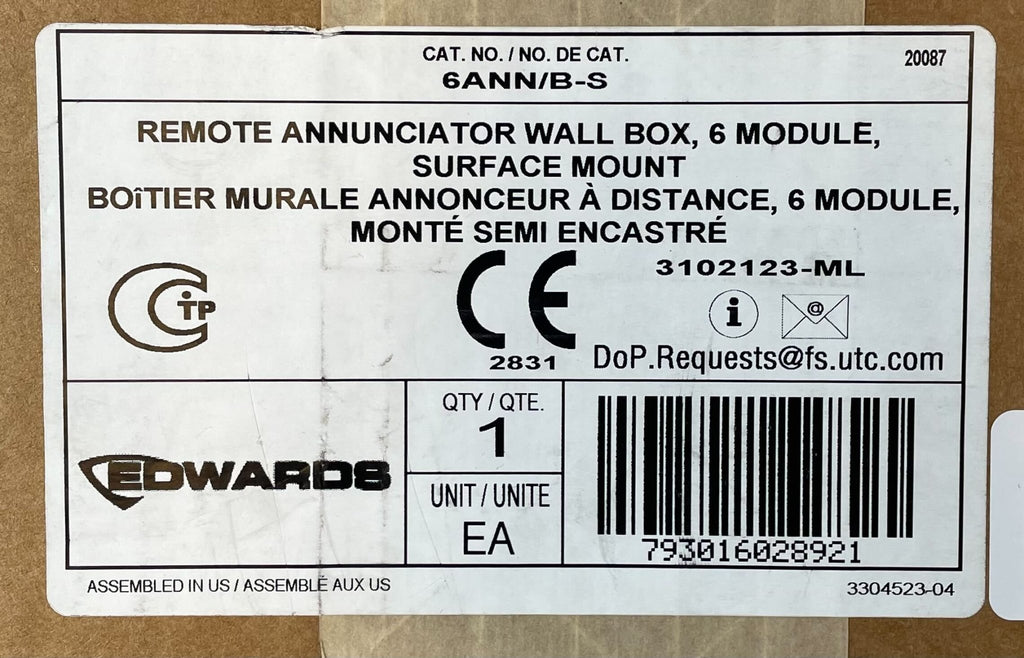 CAT. NO. / NO. DE CAT.
6ANN/B-S
20087
REMOTE ANNUNCIATOR WALL BOX, 6 MODULE,
SURFACE MOUNT
BOîTIER MURALE ANNONCEUR À DISTANCE, 6 MODULE,
MONTÉ SEMI ENCASTRÉ
3102123-ML
CE
2831
DoP.Requests@fs.utc.com
EDWARDS
QTY / QTE.
1
UNIT / UNITE
EA
793016028921
ASSEMBLED IN US / ASSEMBLÉ AUX US
3304523-04